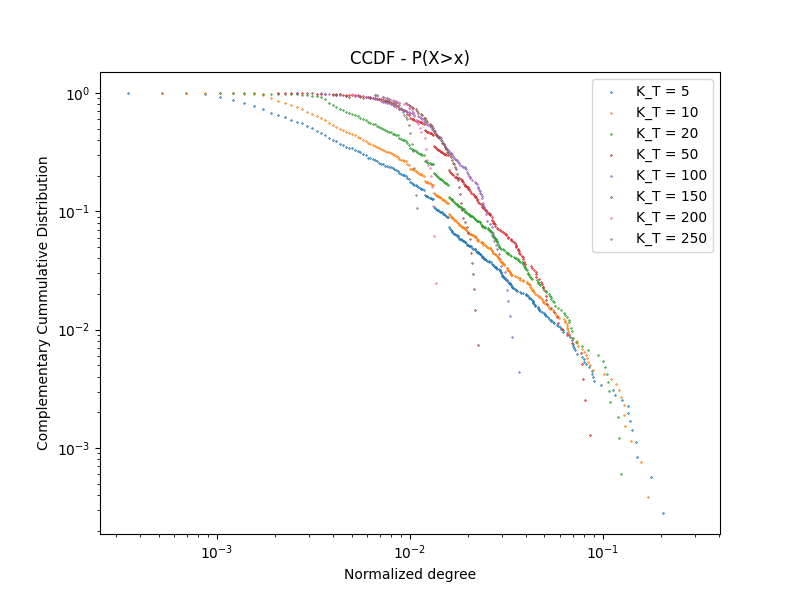 CCDF - P(X>x)
Complementary Cummulative Distribution
10⁰
10⁻¹
10⁻²
10⁻³
K_T = 5
K_T = 10
K_T = 20
K_T = 50
K_T = 100
K_T = 150
K_T = 200
K_T = 250
10⁻³ 10⁻² 10⁻¹
Normalized degree